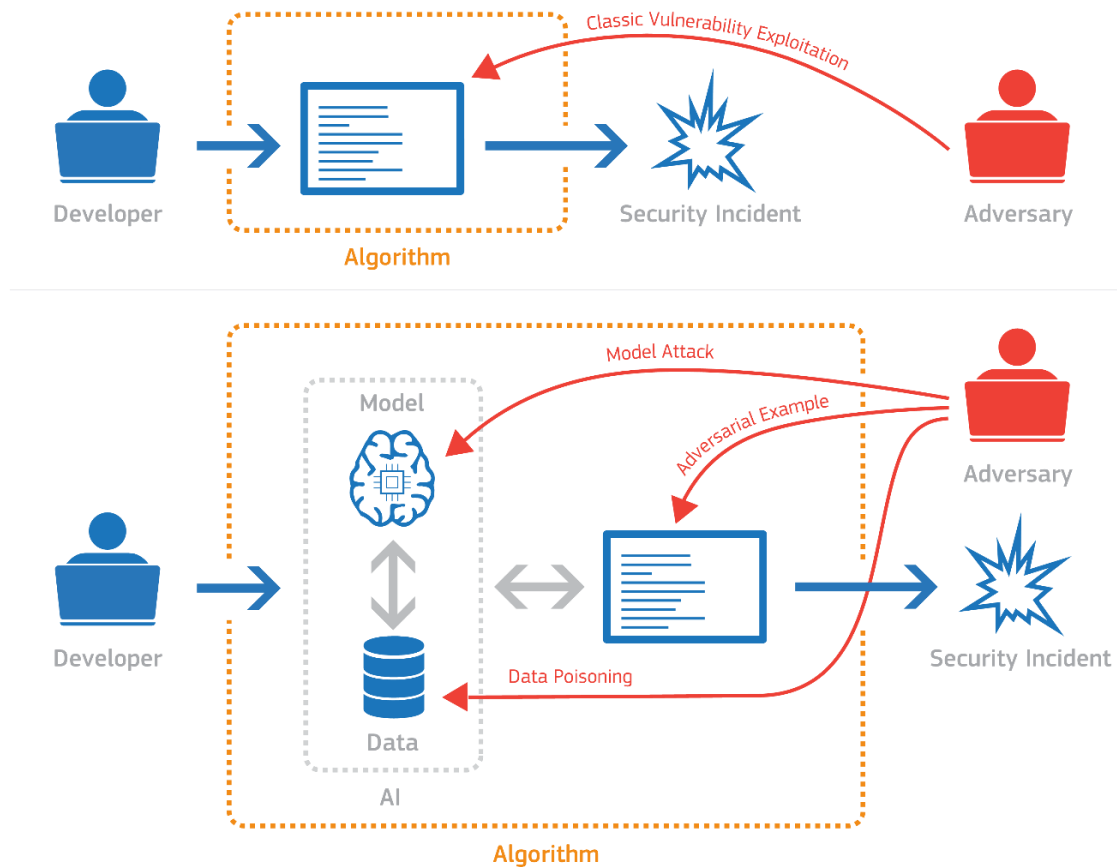 Classic Vulnerability Exploitation
Developer
Security Incident
Adversary
Algorithm
Model Attack
Model
Adversarial Example
Adversary
Developer
Security Incident
Data Poisoning
Data
AI
Algorithm